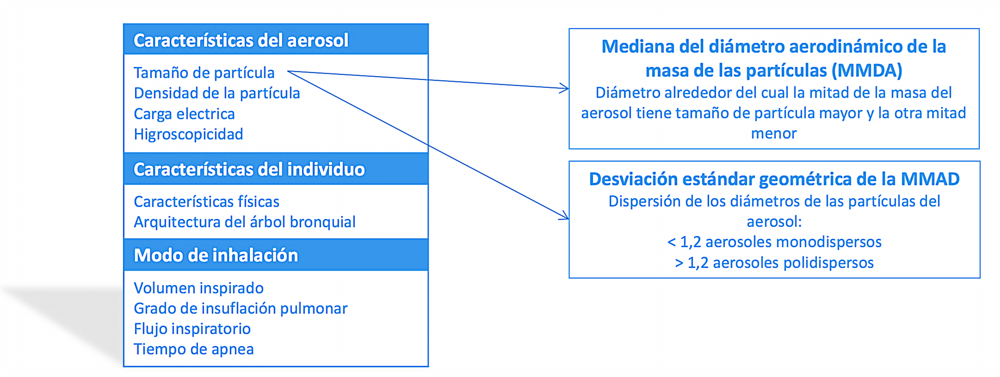 Características del aerosol
Tamaño de partícula
Densidad de la partícula
Carga electrica
Higroscopicidad
Características del individuo
Características físicas
Arquitectura del árbol bronquial
Modo de inhalación
Volumen inspirado
Grado de insuflación pulmonar
Flujo inspiratorio
Tiempo de apnea
Mediana del diámetro aerodinámico de la
masa de las partículas (MMDA)
Diámetro alrededor del cual la mitad de la masa del
aerosol tiene tamaño de partícula mayor y la otra mitad
menor
Desviación estándar geométrica de la MMAD
Dispersión de los diámetros de las partículas del
aerosol:
< 1,2 aerosoles monodispersos
> 1,2 aerosoles polidispersos